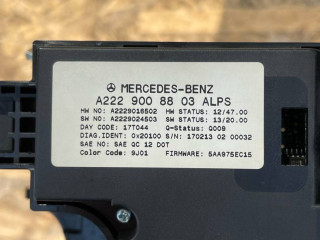 MERCEDES-BENZ
A222 900 88 03 ALPS
HW NO: A2229016502 HW STATUS: 12/47.00
SW NO: A2229024503 SW STATUS: 13/20.00
DAY CODE: 17T044 Q-Status: Q009
DIAG.IDENT: 0x20100 S/N: 170213 02 00032
SAE NO: SAE QC 12 DOT
Color Code: 9J01 FIRMWARE: 5AA975EC15